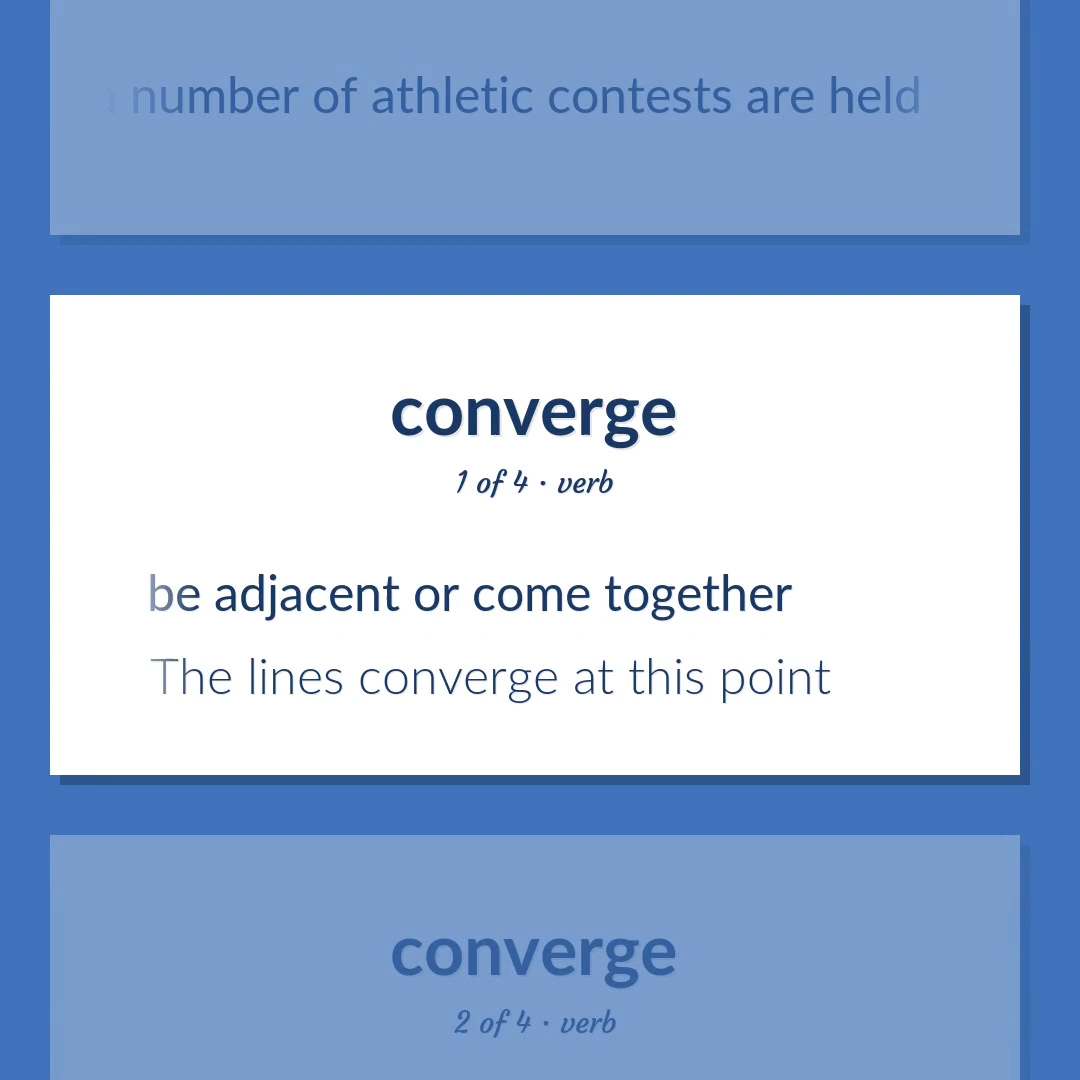 number of athletic contests are held
converge
1 of 4 · verb
be adjacent or come together
The lines converge at this point
converge
2 of 4 · verb